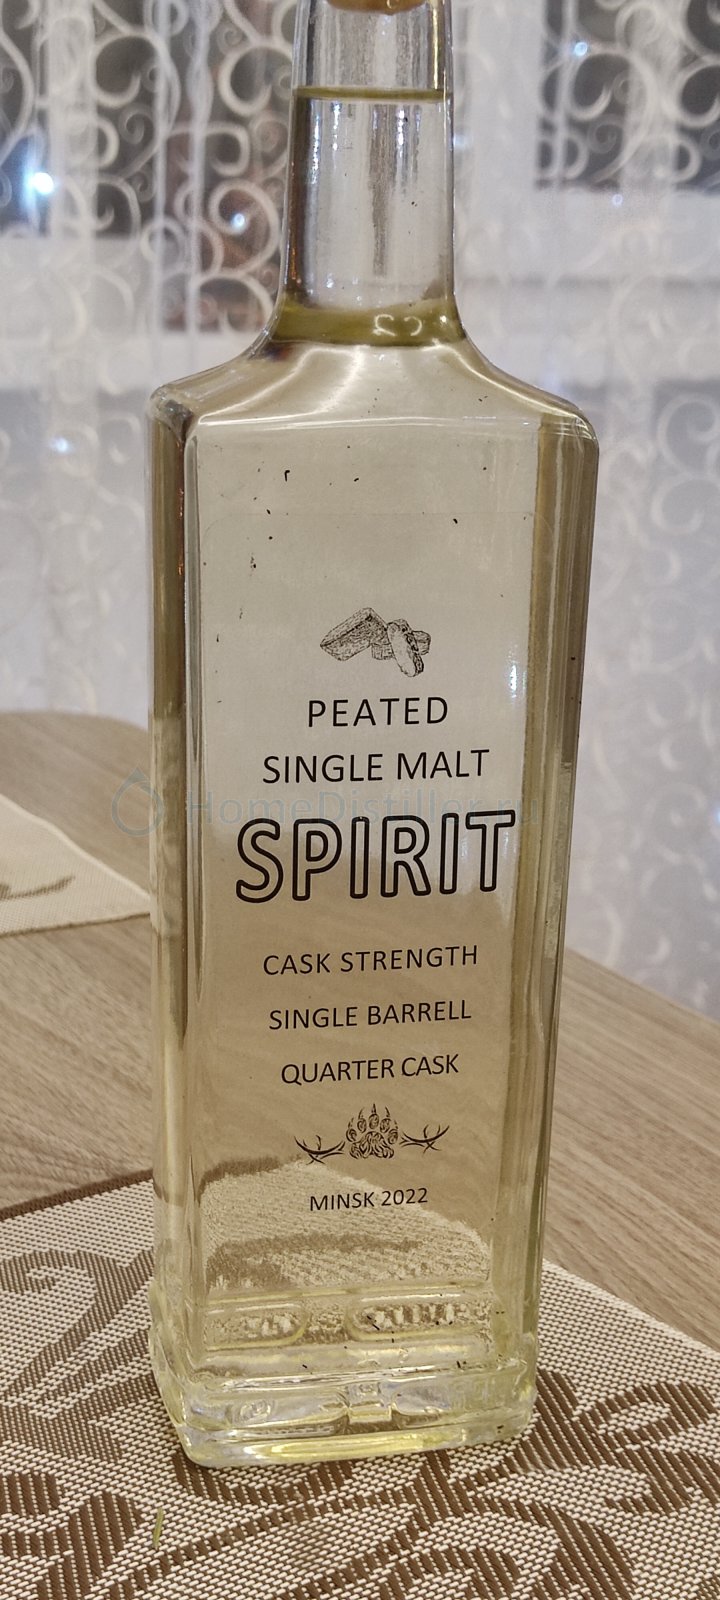 PEATED
SINGLE MALT
HomeDistiller.ru
SPIRIT
CASK STRENGTH
SINGLE BARRELL
QUARTER CASK
MINSK 2022